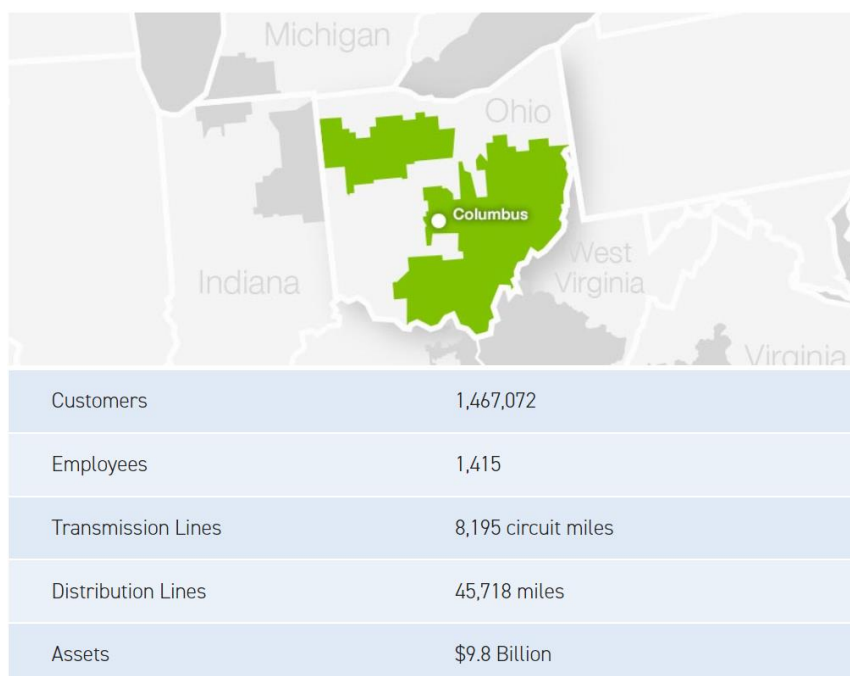 Michigan
Ohio
Columbus
Indiana
West
Virginia
Virginia
Customers 1,467,072
Employees 1,415
Transmission Lines 8,195 circuit miles
Distribution Lines 45,718 miles
Assets $9.8 Billion